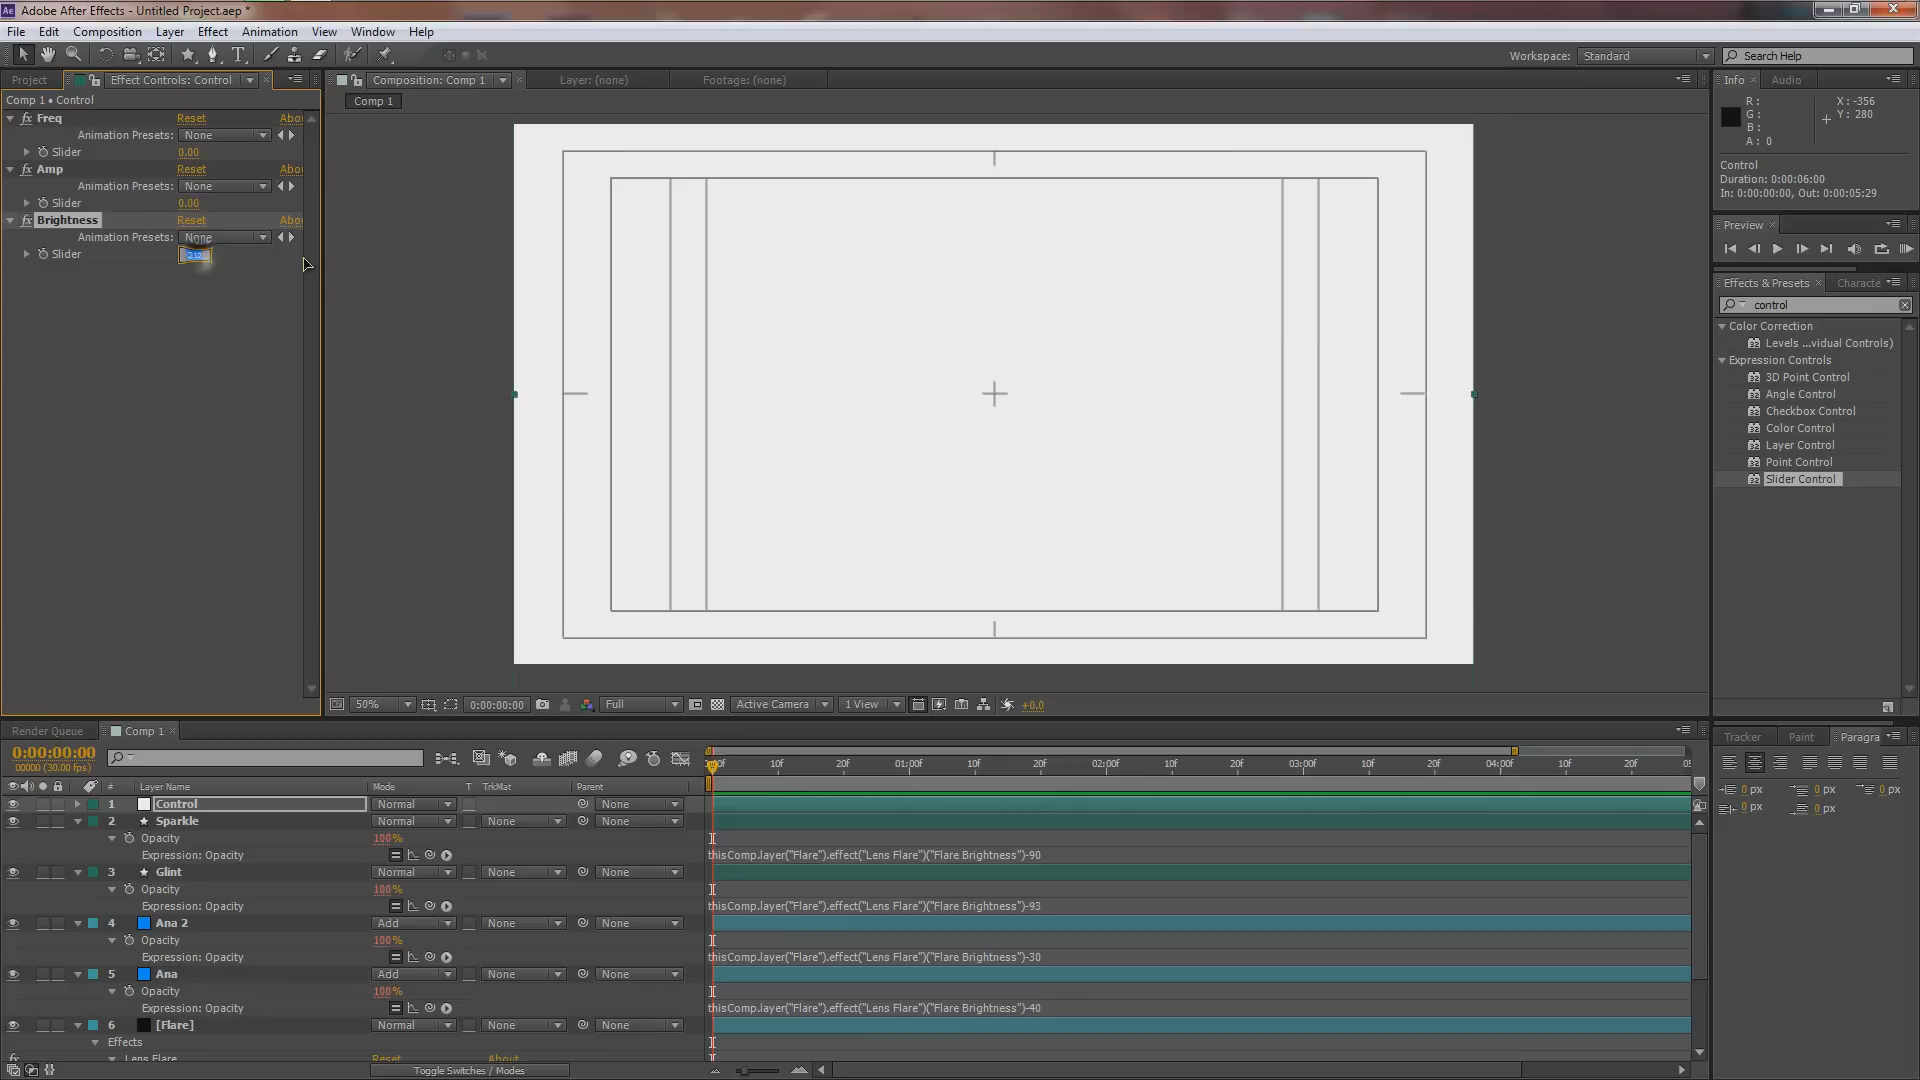 Adobe After Effects - Untitled Project.aep *
File Edit Composition Layer Effect Animation View Window Help
Workspace: Standard Search Help
Project Effect Controls: Control Composition: Comp 1 Layer: (none) Footage: (none) Info Audio
Comp 1 • Control
Comp 1
Freq Reset Abou
Animation Presets: None
Slider 0.00
Amp Reset Abou
Animation Presets: None
Slider 0.00
Brightness Reset Abou
Animation Presets: None
Slider
R :
G :
B :
A : 0
X : -356
Y : 280
Control
Duration: 0:00:06:00
In: 0:00:00:00, Out: 0:00:05:29
Preview
Effects & Presets Characte
control
Color Correction
Levels ...vidual Controls)
Expression Controls
3D Point Control
Angle Control
Checkbox Control
Color Control
Layer Control
Point Control
Slider Control
50% 0:00:00:00 Full Active Camera 1 View +0.0
Render Queue Comp 1
Tracker Paint Paragra
0:00:00:00
00000 (30.00 fps)
10f 20f 01:00f 10f 20f 02:00f 10f 20f 03:00f 10f 20f 04:00f 10f 20f 05
# Layer Name Mode T TrkMat Parent
0 px 0 px 0 px
0 px 0 px
1 Control Normal None
2 Sparkle Normal None None
Opacity 100%
Expression: Opacity thisComp.layer("Flare").effect("Lens Flare")("Flare Brightness")-90
3 Glint Normal None None
Opacity 100%
Expression: Opacity thisComp.layer("Flare").effect("Lens Flare")("Flare Brightness")-93
4 Ana 2 Add None None
Opacity 100%
Expression: Opacity thisComp.layer("Flare").effect("Lens Flare")("Flare Brightness")-30
5 Ana Add None None
Opacity 100%
Expression: Opacity thisComp.layer("Flare").effect("Lens Flare")("Flare Brightness")-40
6 [Flare] Normal None None
Effects
Lens Flare Reset About
Toggle Switches / Modes